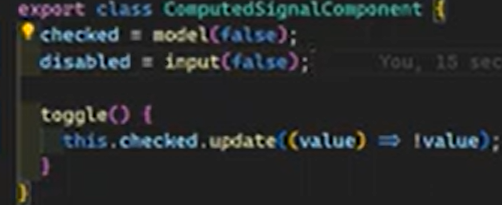 export class ComputedSignalComponent {
checked = model(false);
disabled = input(false); You, 15 sec
toggle() {
this.checked.update((value) => !value);
}
}